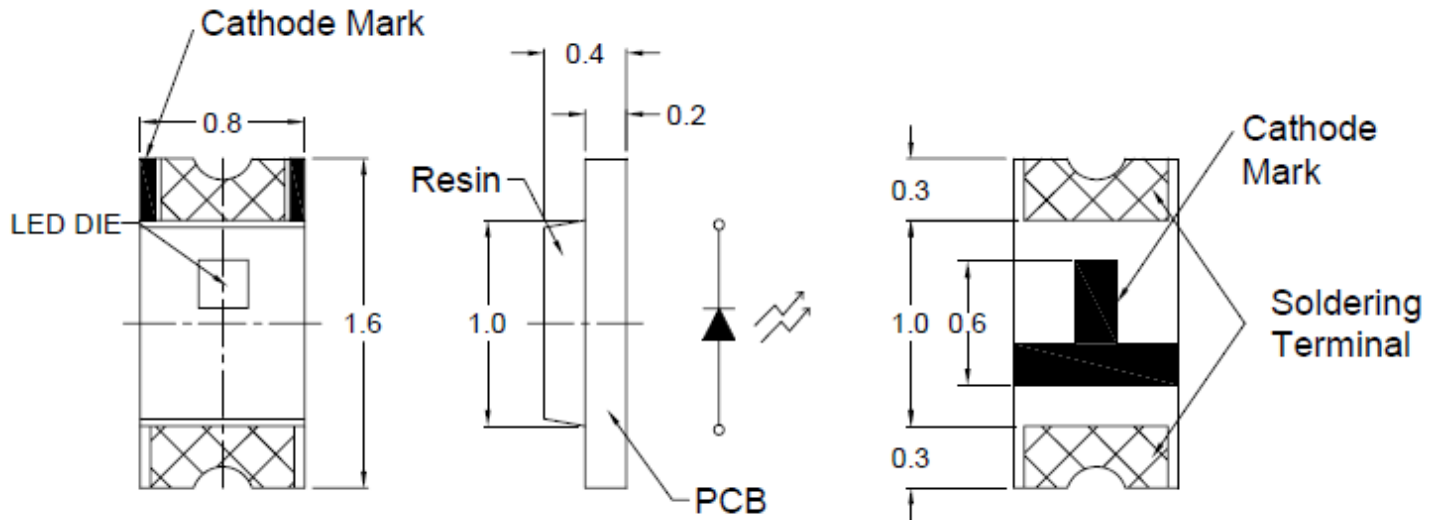 Cathode Mark
0.8
LED DIE
1.6
0.4
0.2
Resin
1.0
PCB
0.3
1.0
0.6
0.3
Cathode
Mark
Soldering
Terminal